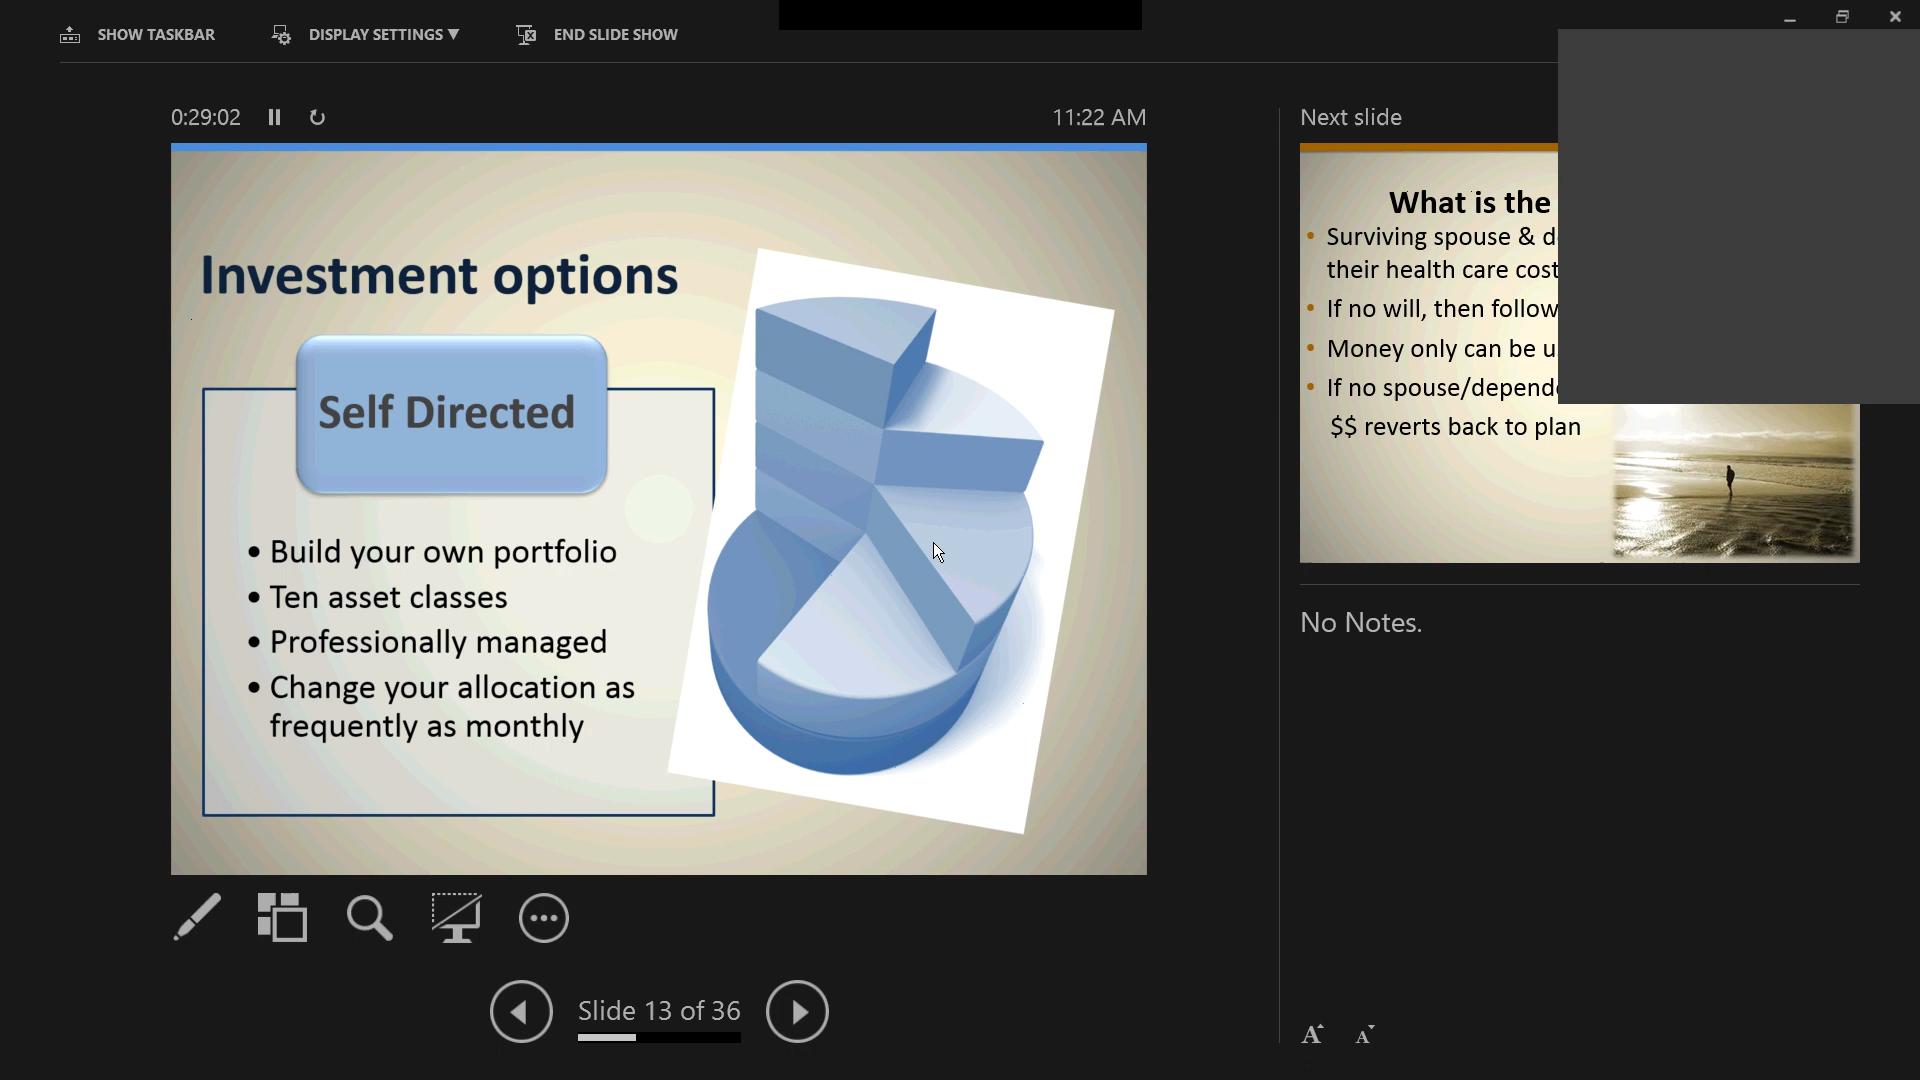 SHOW TASKBAR
DISPLAY SETTINGS ▼
END SLIDE SHOW
0:29:02
11:22 AM
Investment options
Self Directed
• Build your own portfolio
• Ten asset classes
• Professionally managed
• Change your allocation as
frequently as monthly
Slide 13 of 36
Next slide
What is the
• Surviving spouse &
their health care
• If no will, then follow
• Money only can be
• If no
$$ reverts back to plan
No Notes.
A
A